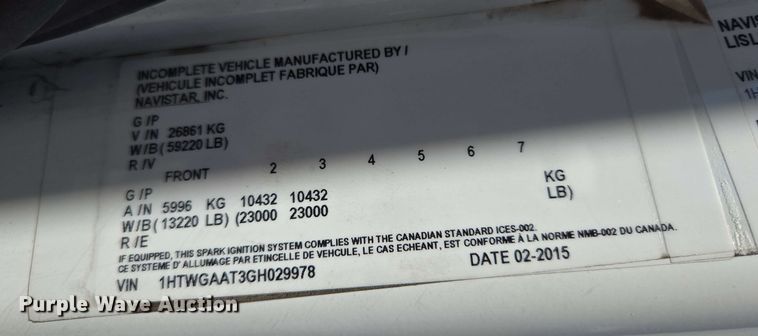 INCOMPLETE VEHICLE MANUFACTURED BY /
(VEHICULE INCOMPLET FABRIQUE PAR)
NAVISTAR, INC.
G /P
V /N 26861 KG
W/B( 59220 LB)
R /V
FRONT 2 3 4 5 6 7
G /P
A /N 5996 KG 10432 10432 KG
W/B( 13220 LB) (23000 23000 LB)
R /E
IF EQUIPPED, THIS SPARK IGNITION SYSTEM COMPLIES WITH THE CANADIAN STANDARD ICES-002.
CE SYSTEME D' ALLUMAGE PAR ETINCELLE DE VEHCULE, LE CAS ECHEANT, EST CONFORME À LA NORME NMB-002 DU CANADA.
VIN 1HTWGAAT3GH029978 DATE 02-2015
NAVIS
LISL
VIN
1H
Purple Wave Auction